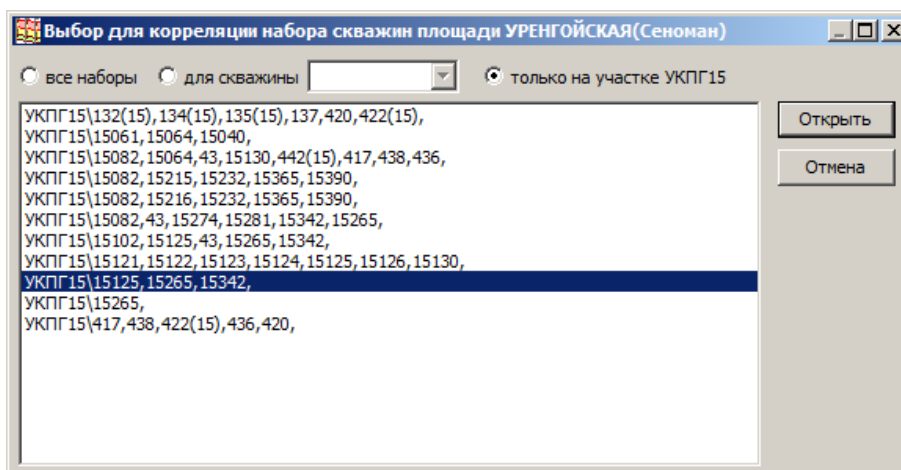 Выбор для корреляции набора скважин площади УРЕНГОЙСКАЯ(Сеноман)
все наборы для скважины только на участке УКПГ15
УКПГ15\132(15),134(15),135(15),137,420,422(15),
УКПГ15\15061,15064,15040,
УКПГ15\15082,15064,43,15130,442(15),417,438,436,
УКПГ15\15082,15215,15232,15365,15390,
УКПГ15\15082,15216,15232,15365,15390,
УКПГ15\15082,43,15274,15281,15342,15265,
УКПГ15\15102,15125,43,15265,15342,
УКПГ15\15121,15122,15123,15124,15125,15126,15130,
УКПГ15\15125,15265,15342,
УКПГ15\15265,
УКПГ15\417,438,422(15),436,420,
Открыть
Отмена